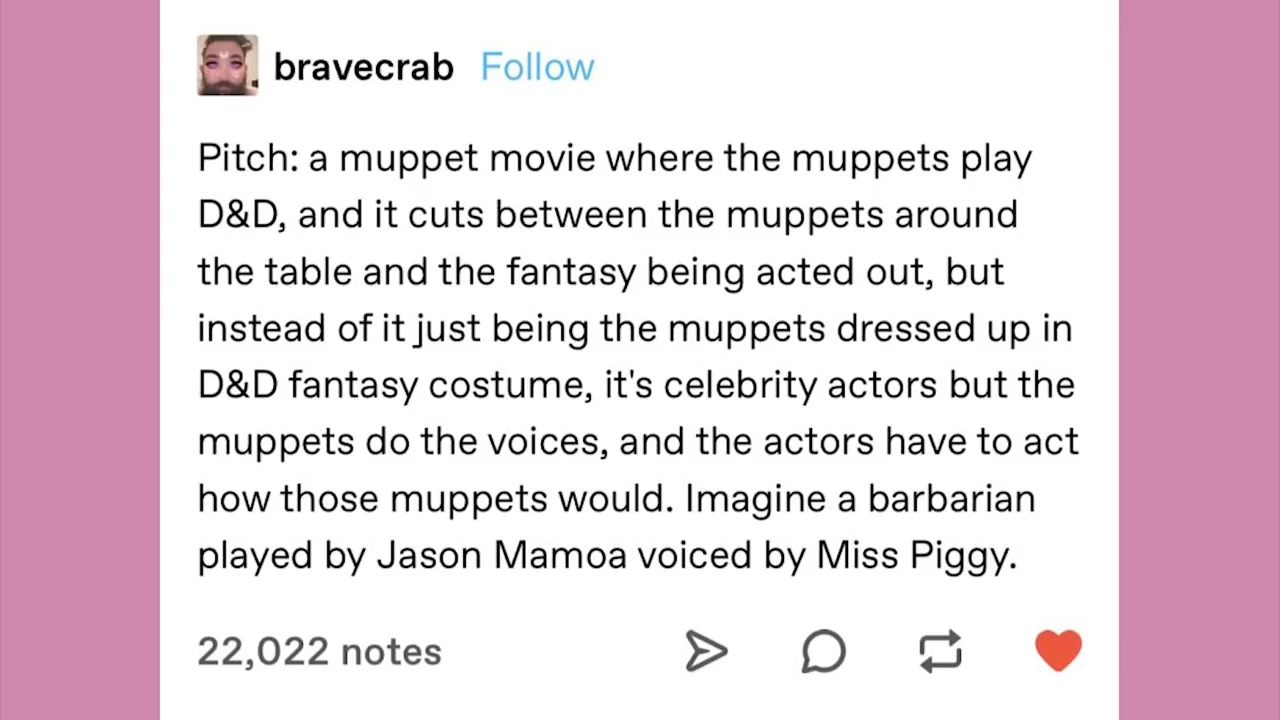 bravecrab Follow
Pitch: a muppet movie where the muppets play
D&D, and it cuts between the muppets around
the table and the fantasy being acted out, but
instead of it just being the muppets dressed up in
D&D fantasy costume, it's celebrity actors but the
muppets do the voices, and the actors have to act
how those muppets would. Imagine a barbarian
played by Jason Mamoa voiced by Miss Piggy.
22,022 notes